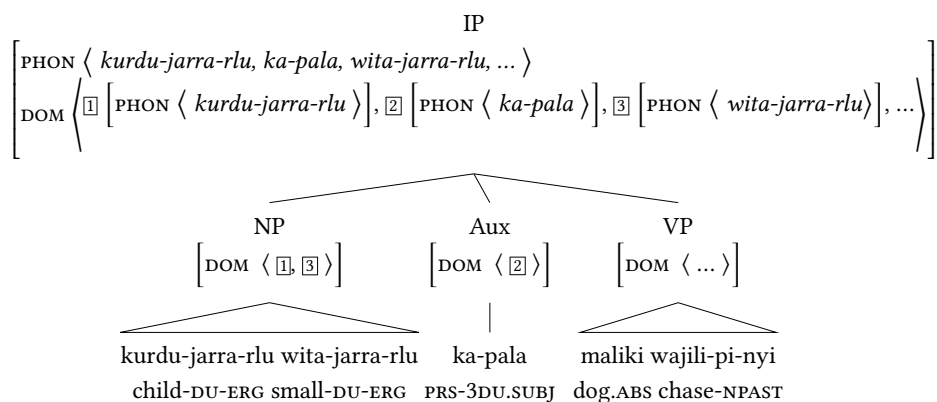 IP
PHON ⟨ kurdu-jarra-rlu, ka-pala, wita-jarra-rlu, ... ⟩
DOM ⟨ 1 [PHON ⟨ kurdu-jarra-rlu ⟩], 2 [PHON ⟨ ka-pala ⟩], 3 [PHON ⟨ wita-jarra-rlu⟩], ... ⟩
NP Aux VP
[DOM ⟨ 1, 3 ⟩] [DOM ⟨ 2 ⟩] [DOM ⟨ ... ⟩]
kurdu-jarra-rlu wita-jarra-rlu ka-pala maliki wajili-pi-nyi
child-DU-ERG small-DU-ERG PRS-3DU.SUBJ dog.ABS chase-NPAST